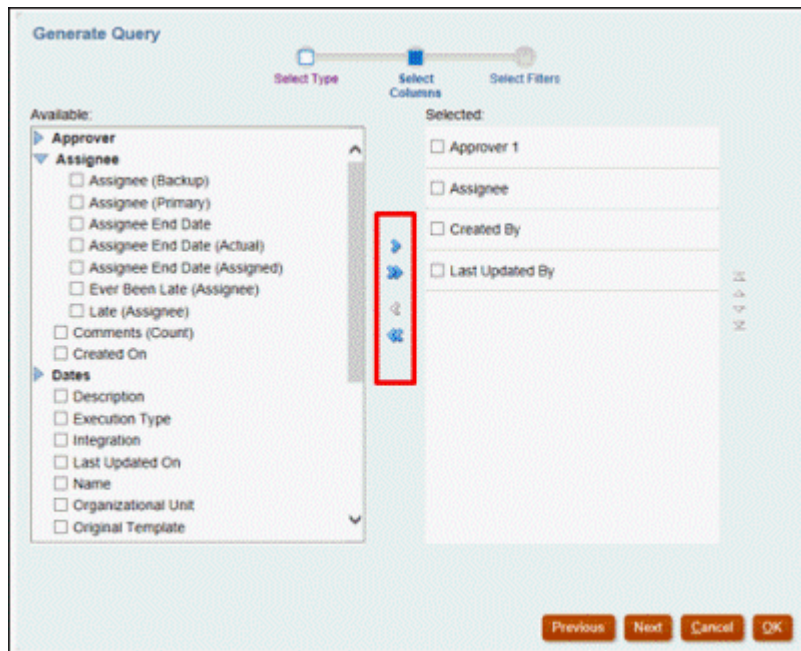 Generate Query
Select Type
Select Columns
Select Filters
Available:
Approver
Assignee
Assignee (Backup)
Assignee (Primary)
Assignee End Date
Assignee End Date (Actual)
Assignee End Date (Assigned)
Ever Been Late (Assignee)
Late (Assignee)
Comments (Count)
Created On
Dates
Description
Execution Type
Integration
Last Updated On
Name
Organizational Unit
Original Template
Selected:
Approver 1
Assignee
Created By
Last Updated By
Previous
Next
Cancel
OK